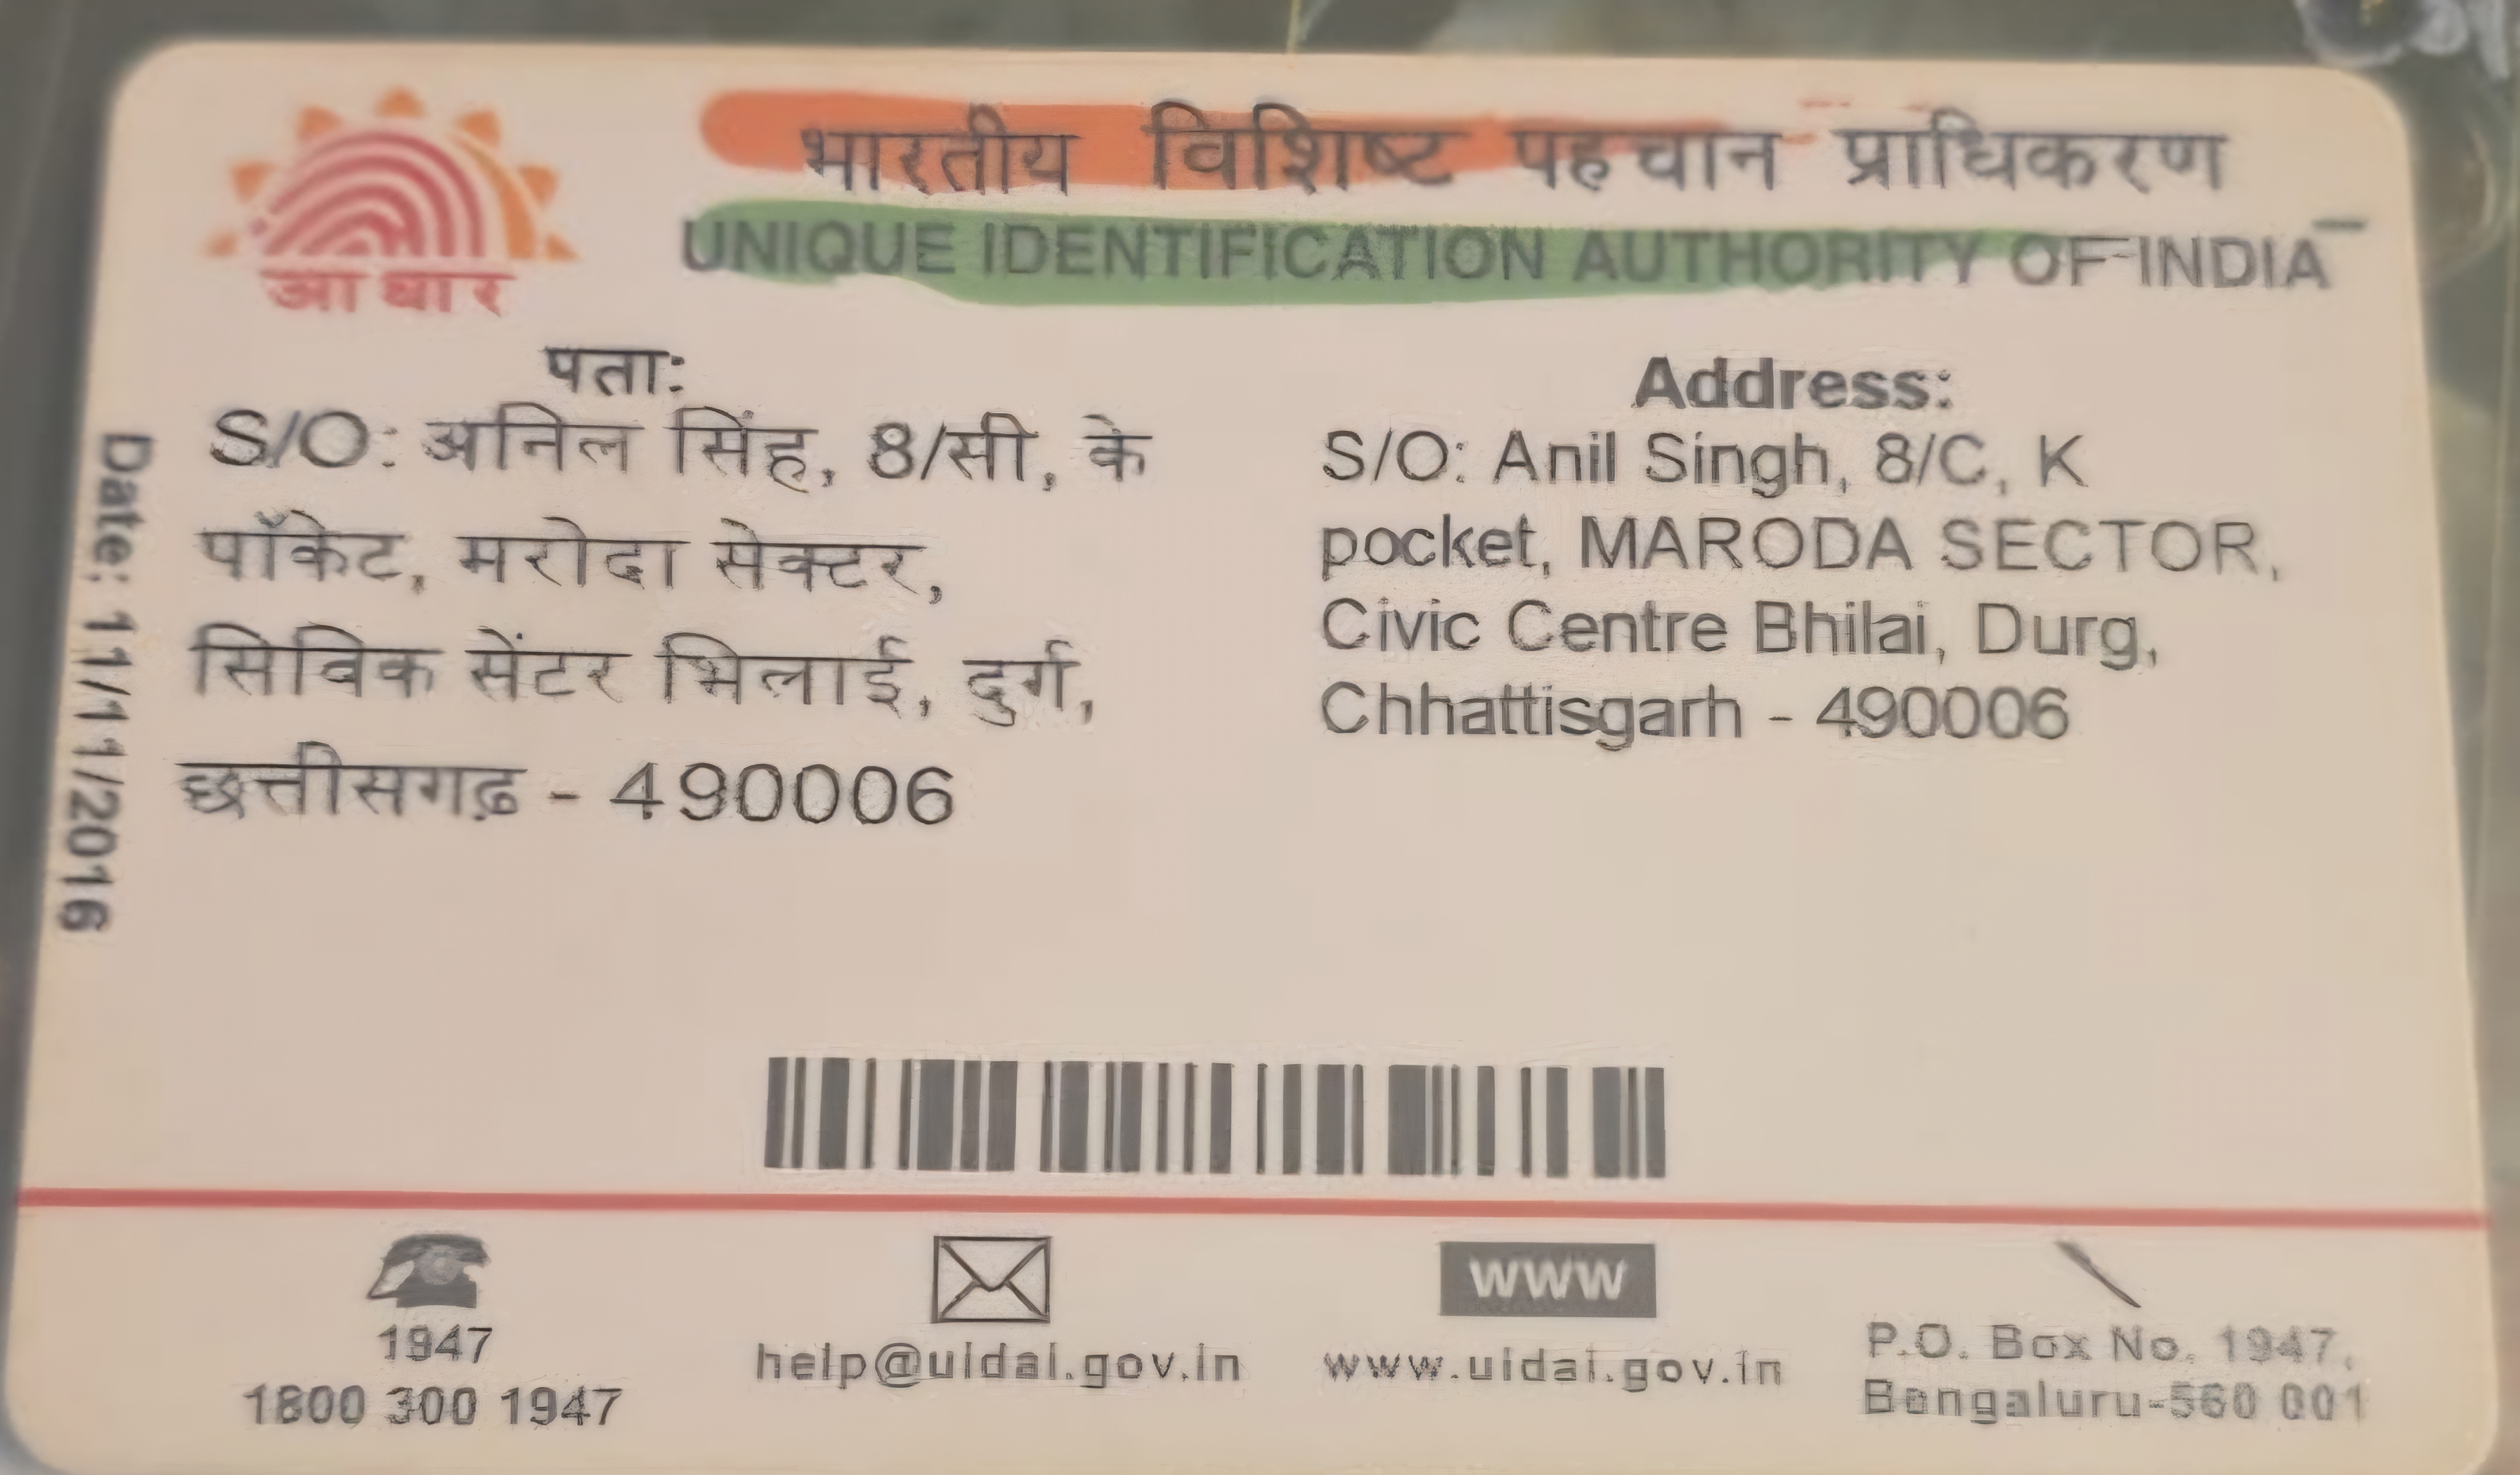 भारतीय विशिष्ट पहचान प्राधिकरण
UNIQUE IDENTIFICATION AUTHORITY OF INDIA
आधार
पता:
S/O: अनिल सिंह, 8/सी, के
पॉकेट, मरोदा सेक्टर,
सिविक सेंटर भिलाई, दुर्ग,
छत्तीसगढ़ - 490006
Address:
S/O: Anil Singh, 8/C, K
pocket, MARODA SECTOR,
Civic Centre Bhilai, Durg,
Chhattisgarh - 490006
Date: 11/11/2016
1947
1800 300 1947
help@uidai.gov.in
www
www.uidai.gov.in
P.O. Box No. 1947,
Bengaluru-560 001